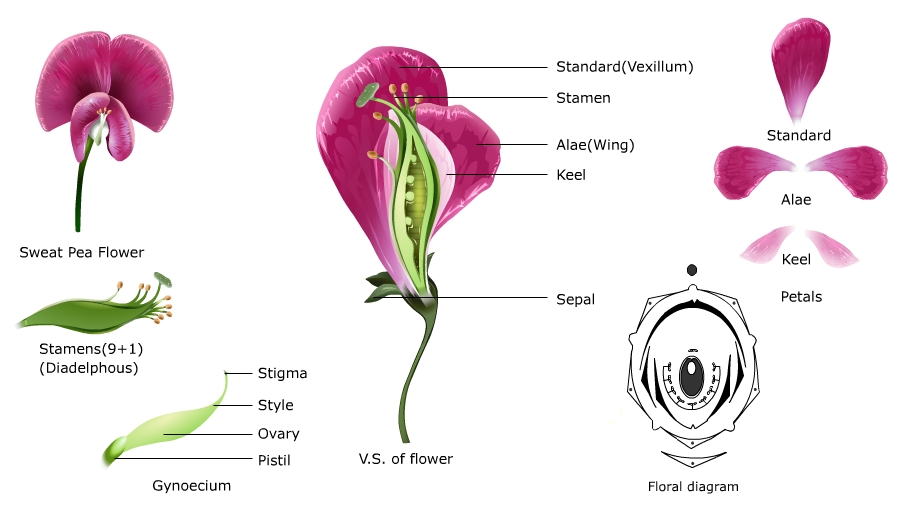 Sweat Pea Flower
Stamens(9+1)
(Diadelphous)
Stigma
Style
Ovary
Pistil
Gynoecium
Standard(Vexillum)
Stamen
Alae(Wing)
Keel
Sepal
V.S. of flower
Standard
Alae
Keel
Petals
Floral diagram